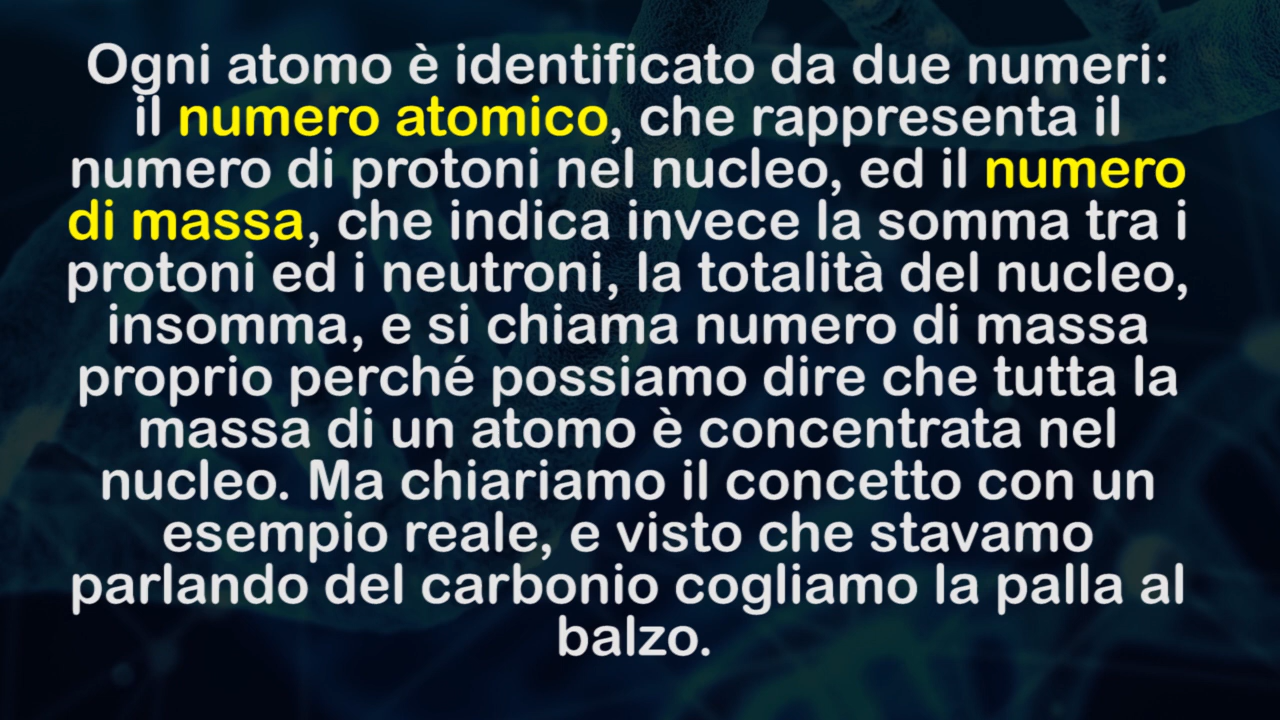 Ogni atomo è identificato da due numeri:
il numero atomico, che rappresenta il
numero di protoni nel nucleo, ed il numero
di massa, che indica invece la somma tra i
protoni ed i neutroni, la totalità del nucleo,
insomma, e si chiama numero di massa
proprio perché possiamo dire che tutta la
massa di un atomo è concentrata nel
nucleo. Ma chiariamo il concetto con un
esempio reale, e visto che stavamo
parlando del carbonio cogliamo la palla al
balzo.